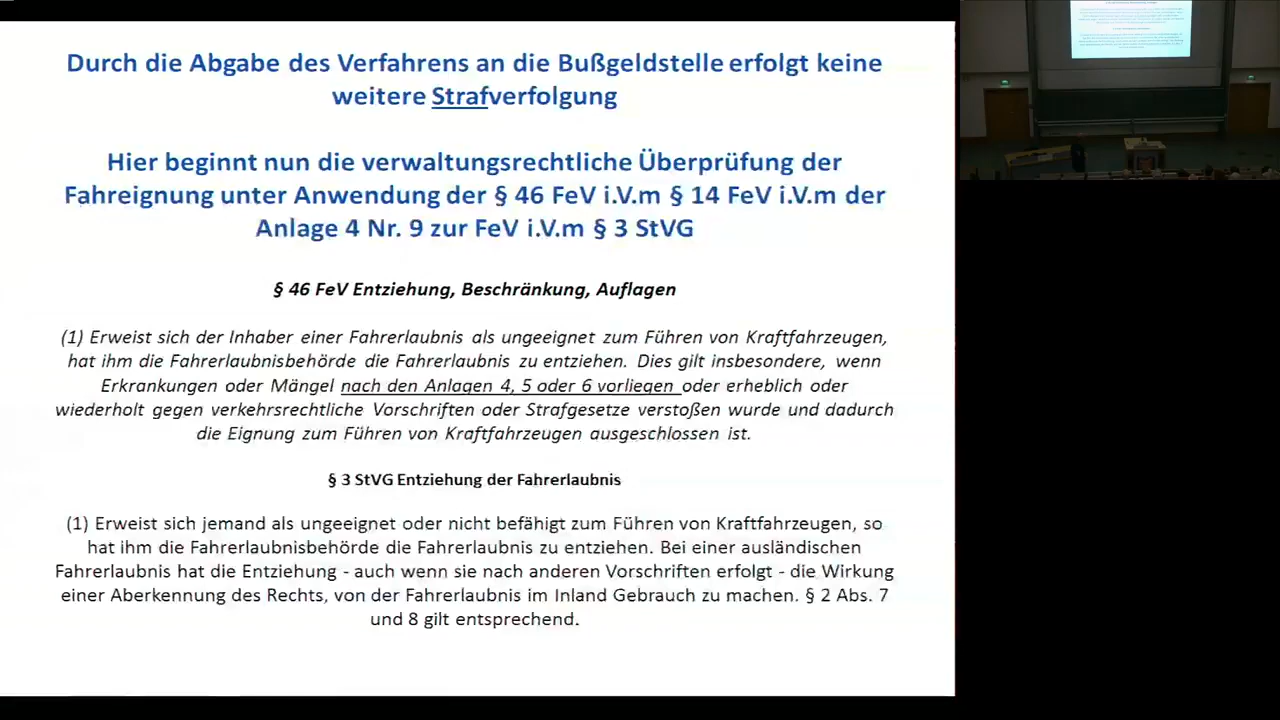 Durch die Abgabe des Verfahrens an die Bußgeldstelle erfolgt keine
weitere Strafverfolgung
Hier beginnt nun die verwaltungsrechtliche Überprüfung der
Fahreignung unter Anwendung der § 46 FeV i.V.m § 14 FeV i.V.m der
Anlage 4 Nr. 9 zur FeV i.V.m § 3 StVG
§ 46 FeV Entziehung, Beschränkung, Auflagen
(1) Erweist sich der Inhaber einer Fahrerlaubnis als ungeeignet zum Führen von Kraftfahrzeugen,
hat ihm die Fahrerlaubnisbehörde die Fahrerlaubnis zu entziehen. Dies gilt insbesondere, wenn
Erkrankungen oder Mängel nach den Anlagen 4, 5 oder 6 vorliegen oder erheblich oder
wiederholt gegen verkehrsrechtliche Vorschriften oder Strafgesetze verstoßen wurde und dadurch
die Eignung zum Führen von Kraftfahrzeugen ausgeschlossen ist.
§ 3 StVG Entziehung der Fahrerlaubnis
(1) Erweist sich jemand als ungeeignet oder nicht befähigt zum Führen von Kraftfahrzeugen, so
hat ihm die Fahrerlaubnisbehörde die Fahrerlaubnis zu entziehen. Bei einer ausländischen
Fahrerlaubnis hat die Entziehung - auch wenn sie nach anderen Vorschriften erfolgt - die Wirkung
einer Aberkennung des Rechts, von der Fahrerlaubnis im Inland Gebrauch zu machen. § 2 Abs. 7
und 8 gilt entsprechend.